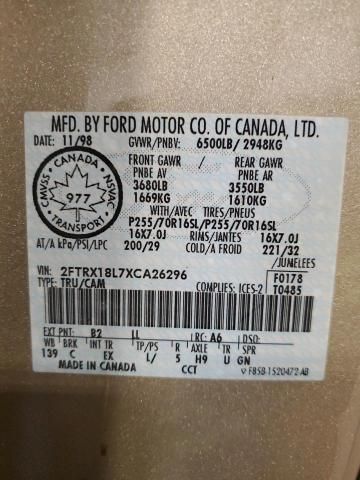 MFD. BY FORD MOTOR CO. OF CANADA, LTD.
DATE: 11/98 GVWR/PNBV: 6500LB/ 2948KG
FRONT GAWR / PNBE AV REAR GAWR / PNBE AR
3680LB 3550LB
1669KG 1610KG
WITH/AVEC TIRES/PNEUS
P255/70R16SL/P255/70R16SL
16X7.0J RIMS/JANTES 16X7.0J
AT/A kPa/PSI/LPC 200/29 COLD/A FROID 221/32
/JUMELEES
CANADA
CMVSS NSVAC
977
TRANSPORT
VIN: 2FTRX18L7XCA26296 F0178
TYPE: TRU/CAM COMPLIES: ICES-2 T0485
EXT PNT: B2 LL RC: A6 DSO:
WB BRK INT TR TP/PS R AXLE TR SPR
139 C EX L/ 5 H9 U GN
MADE IN CANADA CCT F85B-1520472-AB